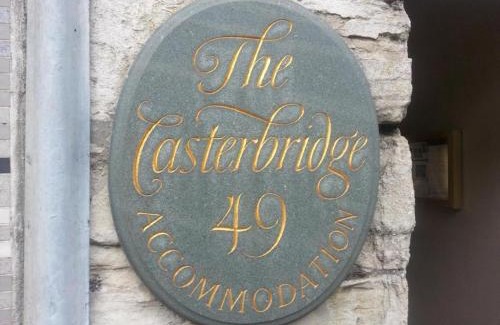 The
Casterbridge
49
ACCOMMODATION